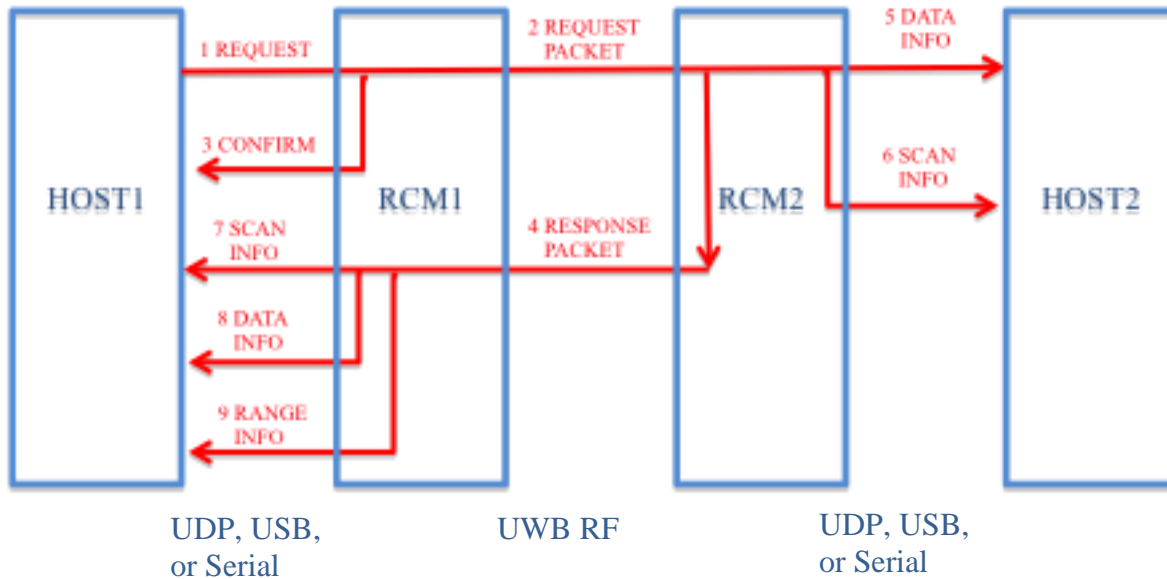 1 REQUEST
2 REQUEST
PACKET
5 DATA
INFO
3 CONFIRM
6 SCAN
INFO
HOST1
RCM1
RCM2
HOST2
7 SCAN
INFO
4 RESPONSE
PACKET
8 DATA
INFO
9 RANGE
INFO
UDP, USB,
or Serial
UWB RF
UDP, USB,
or Serial